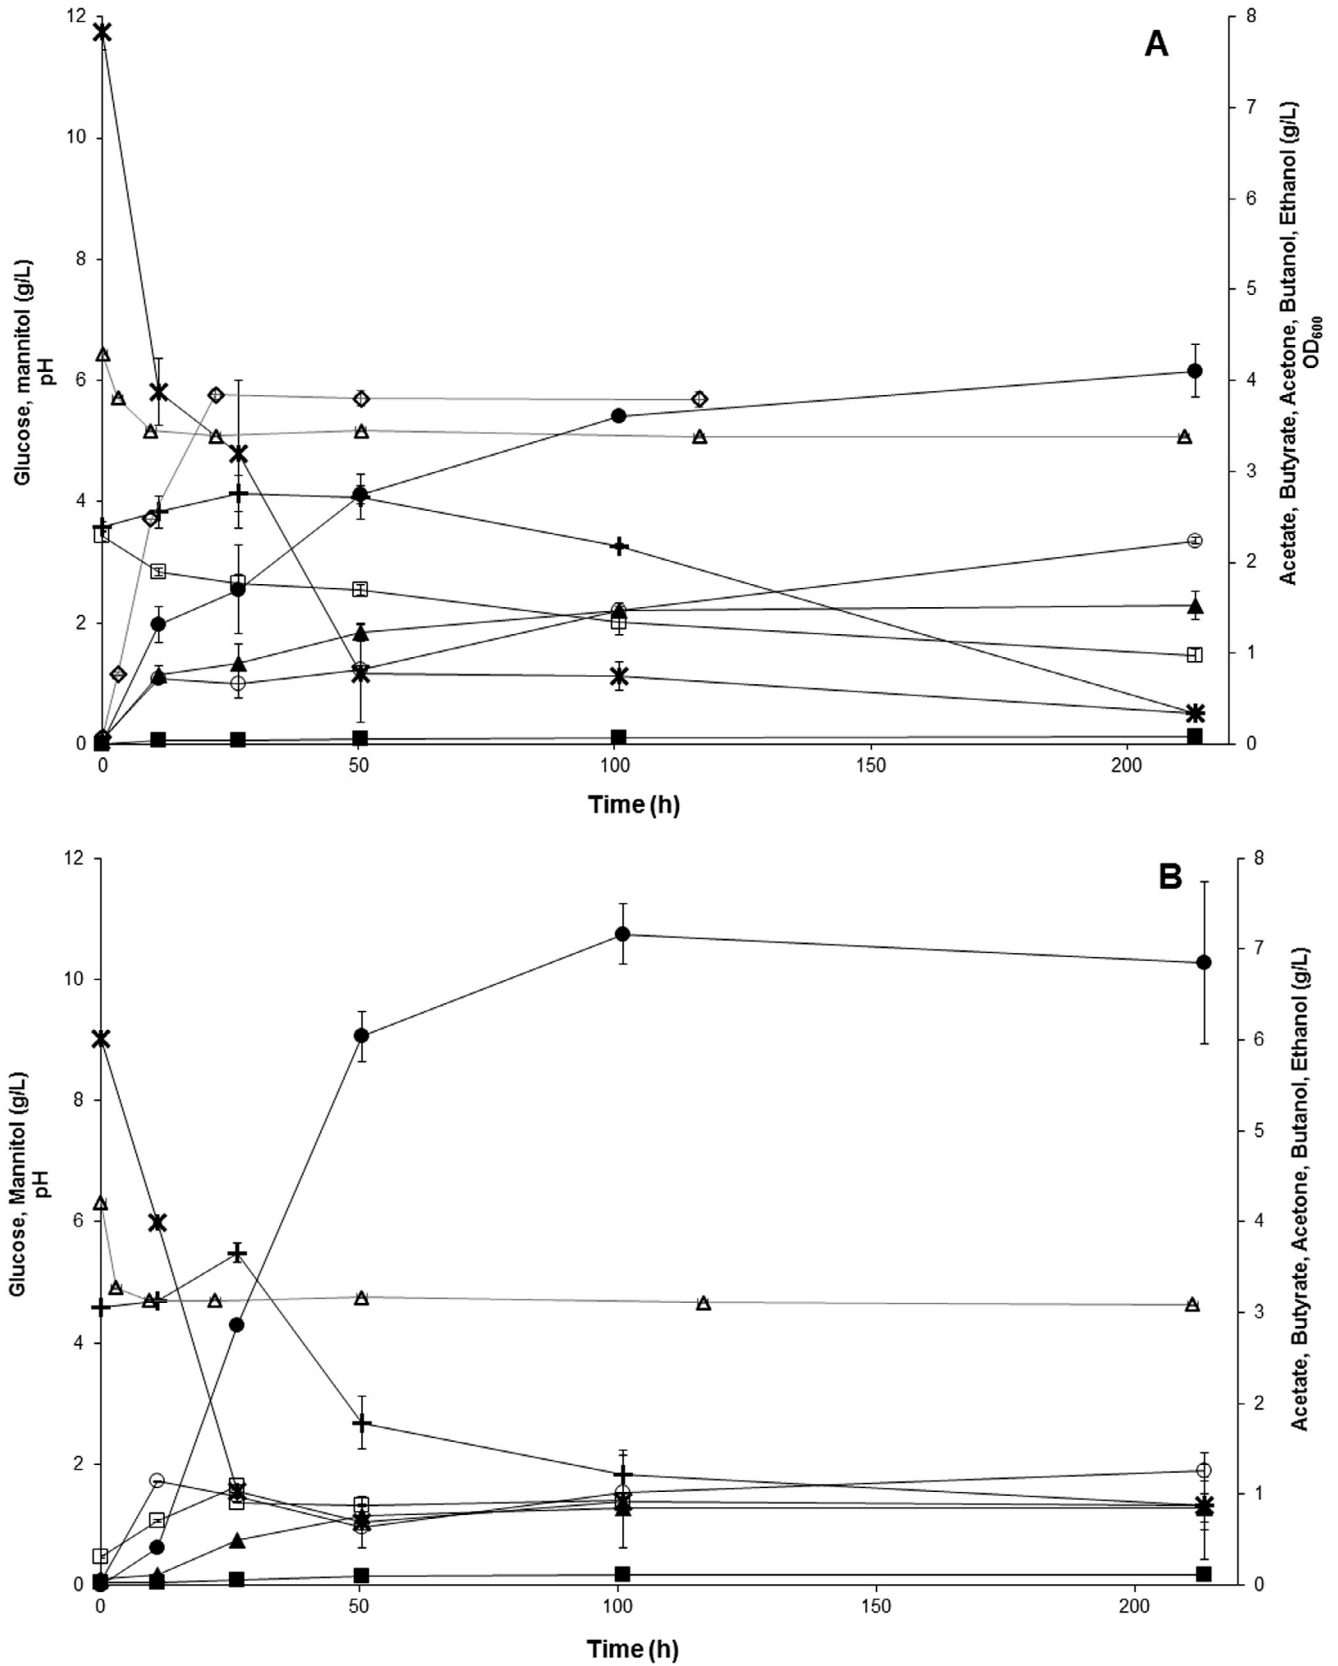 A
12
10
8
6
4
2
0
Glucose, mannitol (g/L)
pH
8
7
6
5
4
3
2
1
0
Acetate, Butyrate, Acetone, Butanol, Ethanol (g/L)
OD600
0 50 100 150 200
Time (h)
B
12
10
8
6
4
2
0
Glucose, Mannitol (g/L)
pH
8
7
6
5
4
3
2
1
0
Acetate, Butyrate, Acetone, Butanol, Ethanol (g/L)
0 50 100 150 200
Time (h)